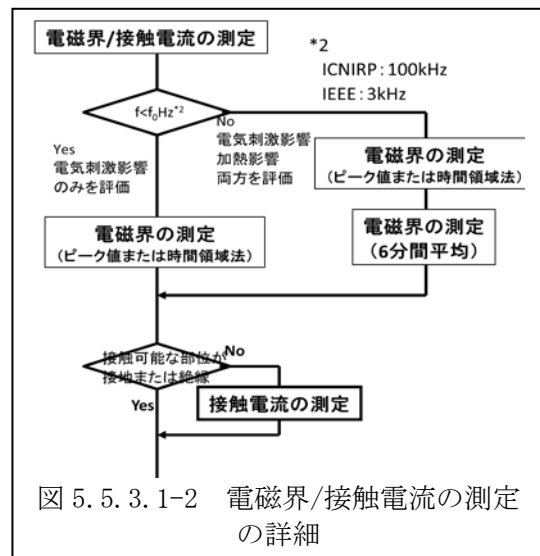 電磁界/接触電流の測定
*2
ICNIRP：100kHz
IEEE：3kHz
f<f₀Hz*2
Yes
電気刺激影響
のみを評価
No
電気刺激影響
加熱影響
両方を評価
電磁界の測定
(ピーク値または時間領域法)
電磁界の測定
(6分間平均)
電磁界の測定
(ピーク値または時間領域法)
接触可能な部位が
接地または絶縁
No
Yes
接触電流の測定
図 5.5.3.1-2　電磁界/接触電流の測定
の詳細